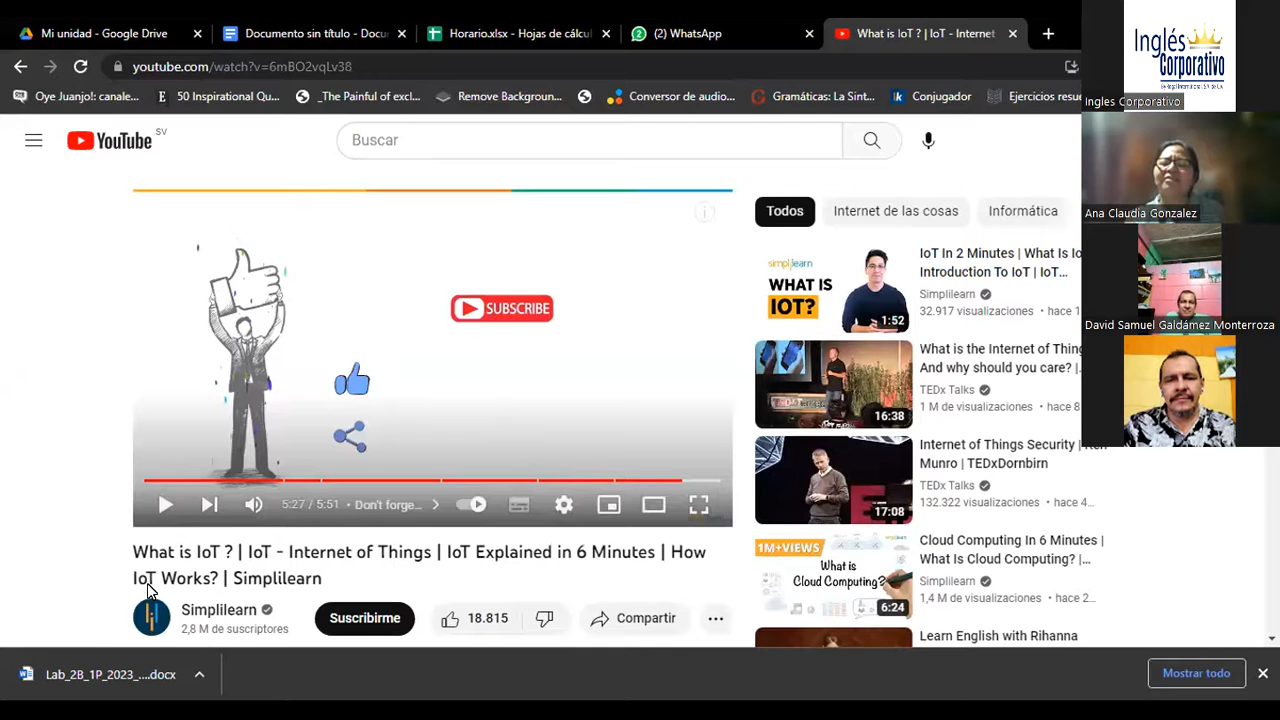 Mi unidad - Google Drive
Documento sin título - Docu
Horario.xlsx - Hojas de cálcu
(2) WhatsApp
What is IoT ? | IoT - Internet
youtube.com/watch?v=6mBO2vqLv38
Oye Juanjo!: canale...
50 Inspirational Qu...
_The Painful of excl...
Remove Backgroun...
Conversor de audio...
Gramáticas: La Sint...
Conjugador
Ejercicios resue
YouTube SV
Buscar
SUBSCRIBE
5:27 / 5:51 • Don't forge...
What is IoT ? | IoT - Internet of Things | IoT Explained in 6 Minutes | How
IoT Works? | Simplilearn
Simplilearn
2,8 M de suscriptores
Suscribirme
18.815
Compartir
Todos
Internet de las cosas
Informática
simplilearn
WHAT IS
IOT?
1:52
IoT In 2 Minutes | What Is Io
Introduction To IoT | IoT...
Simplilearn
32.917 visualizaciones • hace 1
16:38
What is the Internet of Thing
And why should you care? |
TEDx Talks
1 M de visualizaciones • hace 8
17:08
Internet of Things Security | Ken
Munro | TEDxDornbirn
TEDx Talks
132.322 visualizaciones • hace 4...
1M+VIEWS
What is
Cloud Computing?
6:24
Cloud Computing In 6 Minutes |
What Is Cloud Computing? |...
Simplilearn
1,4 M de visualizaciones • hace 2...
Learn English with Rihanna
Lab_2B_1P_2023_....docx
Mostrar todo
Inglés
Corporativo
Ingles Corporativo
Ana Claudia Gonzalez
David Samuel Galdámez Monterroza